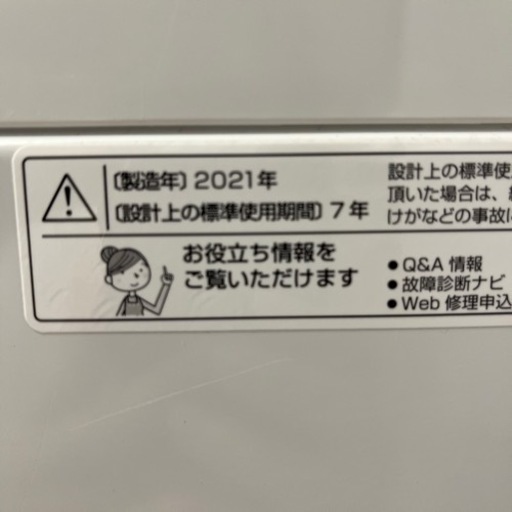 〔製造年〕2021年
〔設計上の標準使用期間〕7年
設計上の標準使
頂いた場合は、
けがなどの事故に
お役立ち情報を
ご覧いただけます
●Q&A 情報
●故障診断ナビ
●Web 修理申込